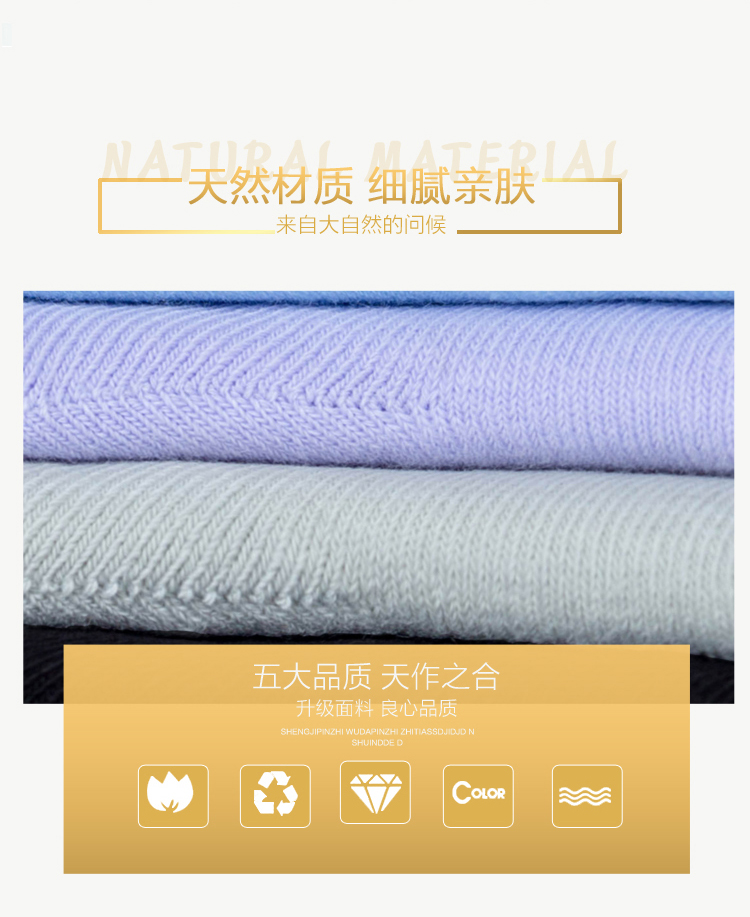 NATURAL MATERIAL
天然材质 细腻亲肤
来自大自然的问候
五大品质 天作之合
升级面料 良心品质
SHENGJIPINZHI WUDAPINZHI ZHITIASSDJIDJD N
SHUINDDE D
COLOR